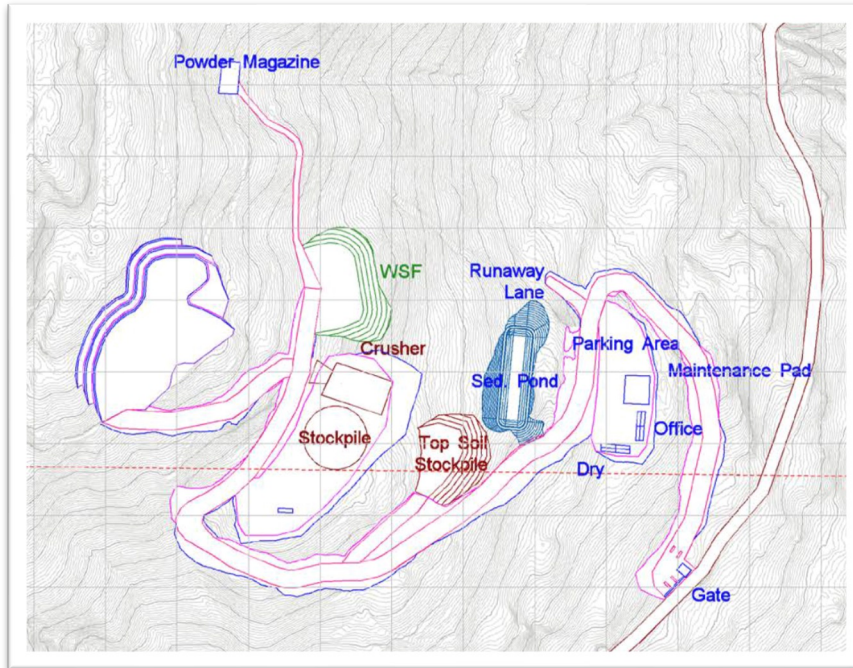 Powder Magazine
WSF
Runaway
Lane
Crusher
Parking Area
Maintenance Pad
Sed. Pond
Stockpile
Top Soil
Stockpile
Office
Dry
Gate